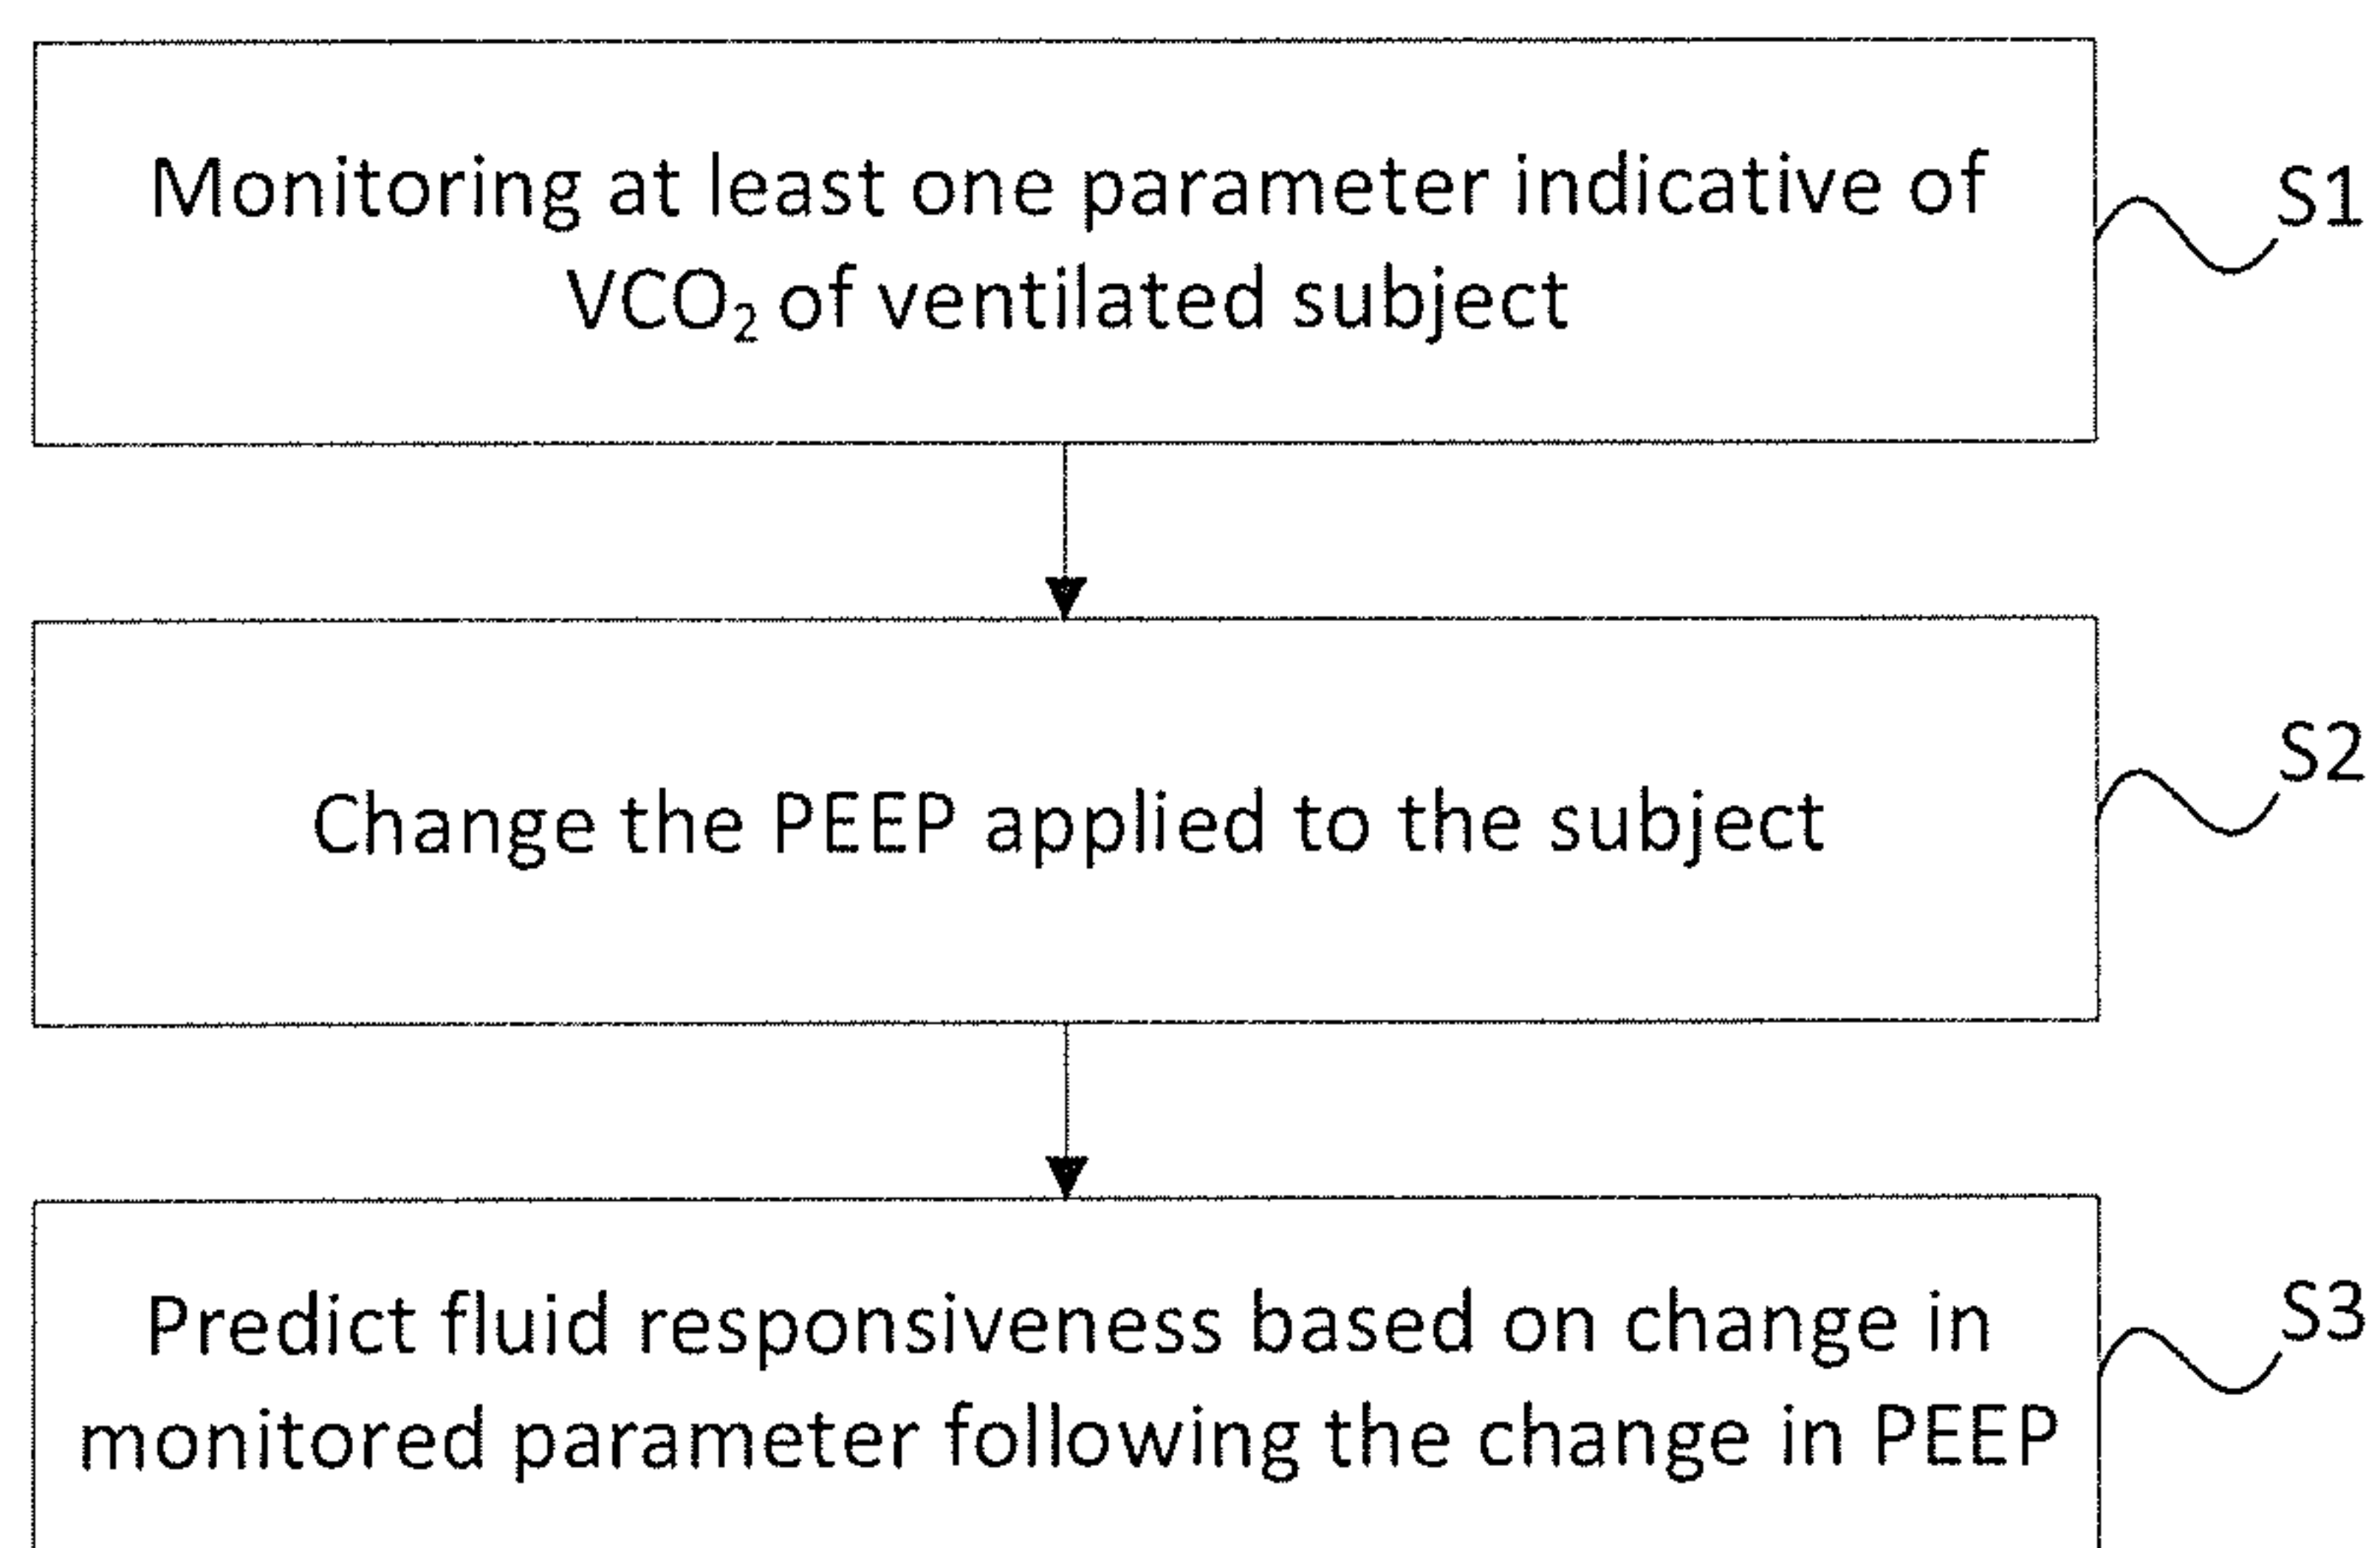 Monitoring at least one parameter indicative of
VCO₂ of ventilated subject
S1
Change the PEEP applied to the subject
S2
Predict fluid responsiveness based on change in
monitored parameter following the change in PEEP
S3